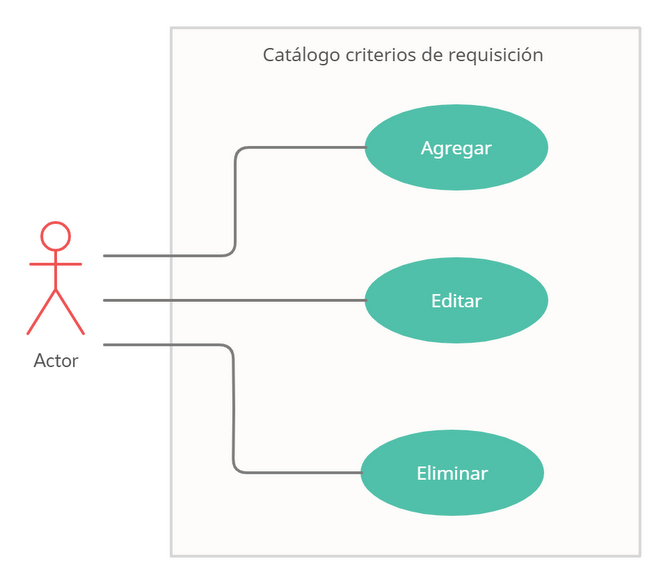 Catálogo criterios de requisición
Agregar
Editar
Actor
Eliminar